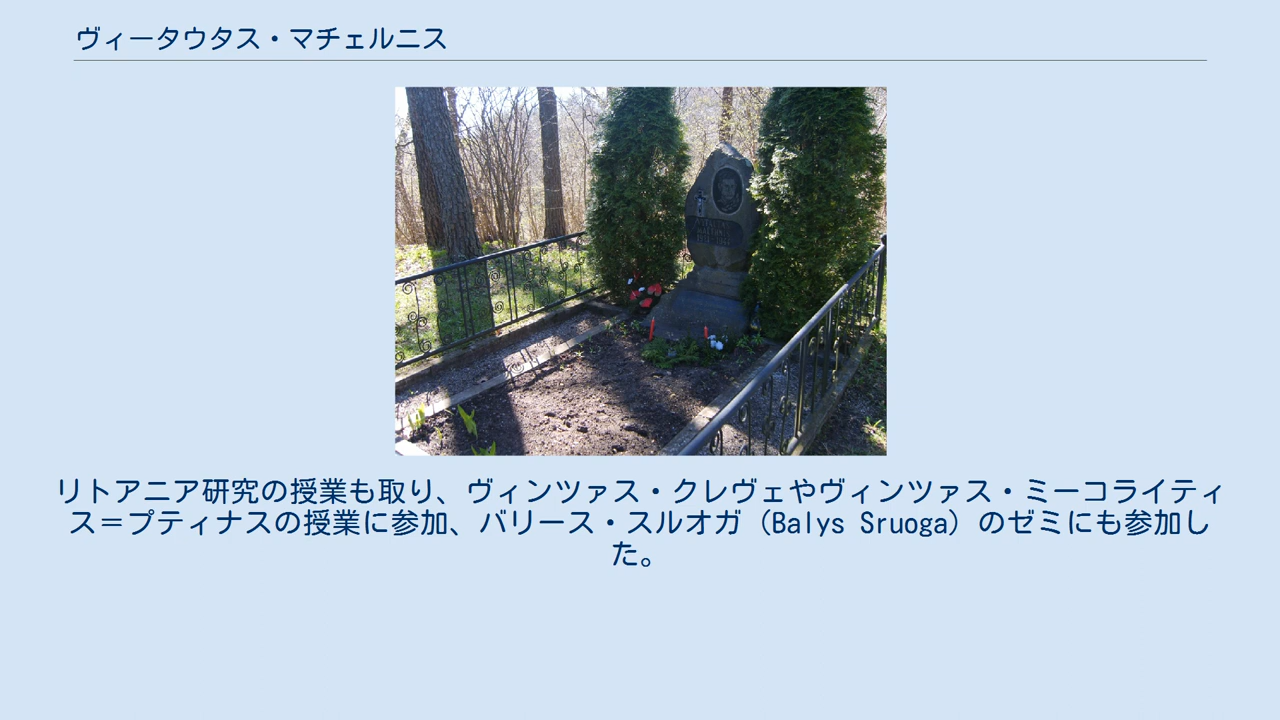 ヴィータウタス・マチェルニス
リトアニア研究の授業も取り、ヴィンツァス・クレヴェやヴィンツァス・ミーコライティ
ス＝プティナスの授業に参加、バリース・スルオガ（Balys Sruoga）のゼミにも参加し
た。